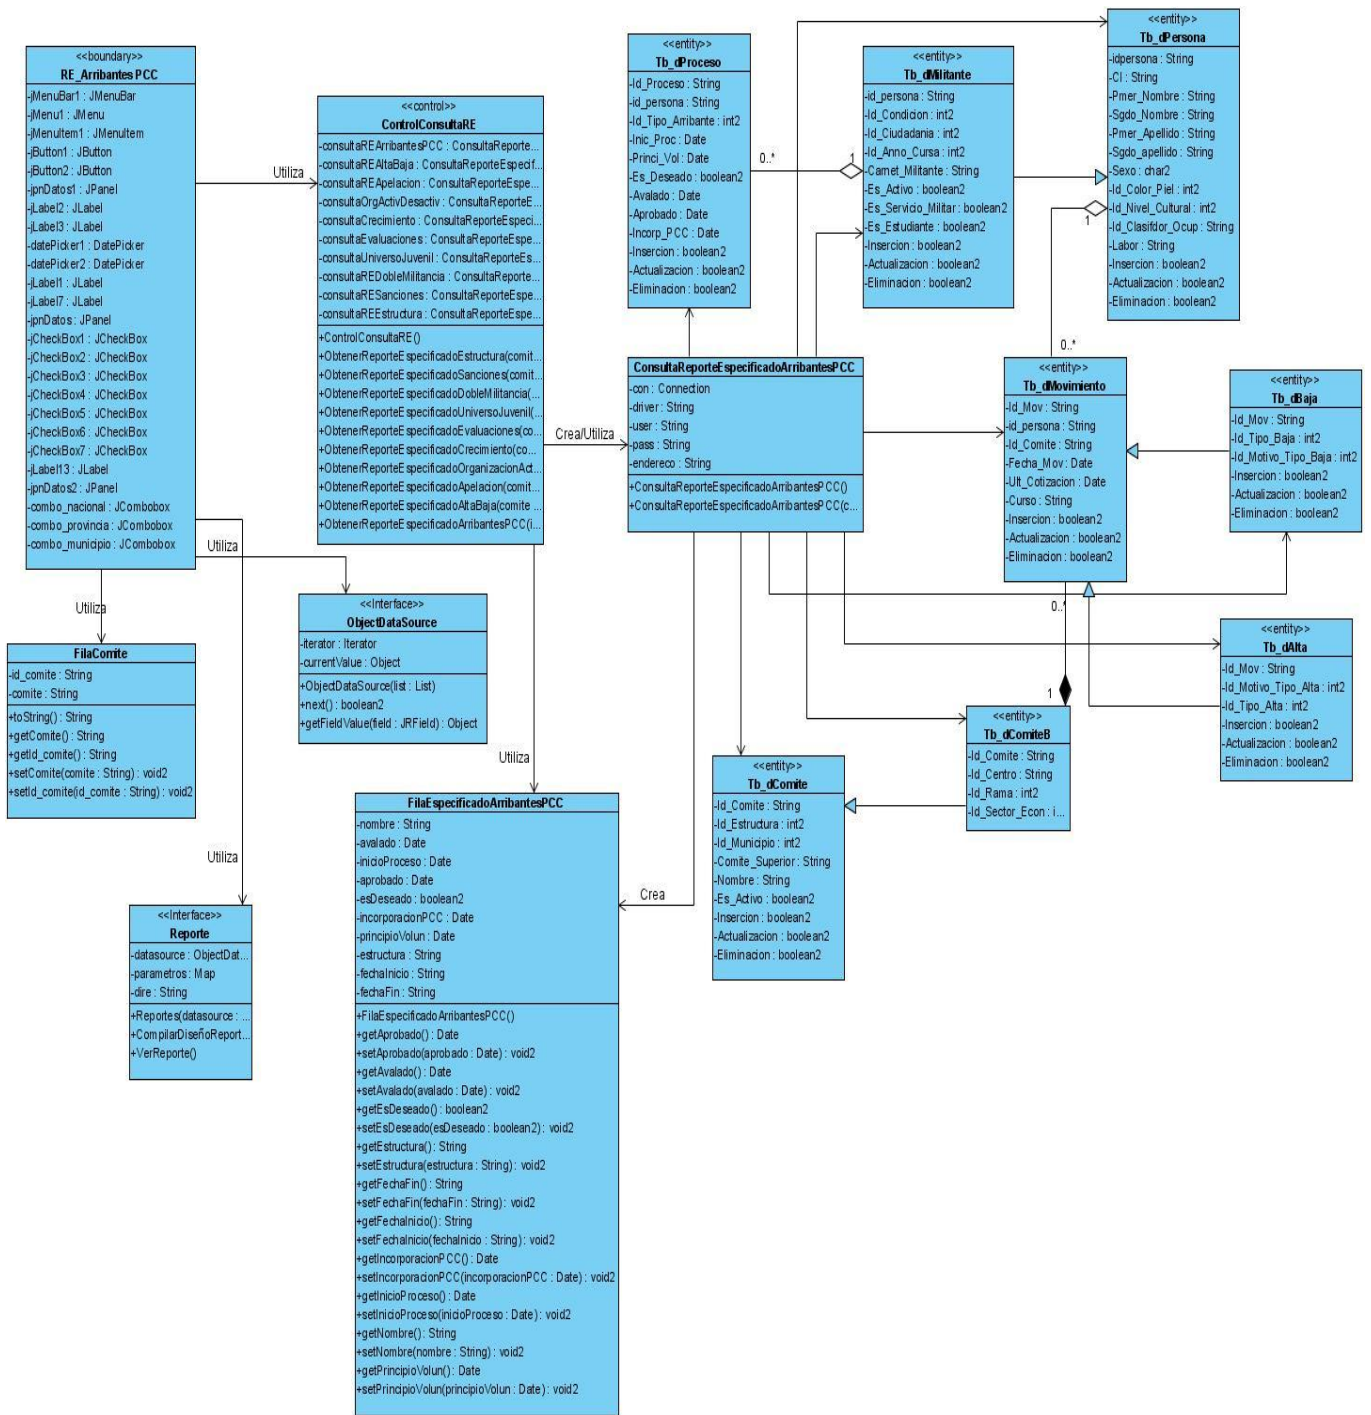 <<boundary>>
RE_Arribantes PCC
-jMenuBar1 : JMenuBar
-jMenu1 : JMenu
-jMenuItem1 : JMenuItem
-jButton1 : JButton
-jButton2 : JButton
-jpnDatos1 : JPanel
-jLabel2 : JLabel
-jLabel3 : JLabel
-datePicker1 : DatePicker
-datePicker2 : DatePicker
-jLabel1 : JLabel
-jLabel7 : JLabel
-jpnDatos : JPanel
-jCheckBox1 : JCheckBox
-jCheckBox2 : JCheckBox
-jCheckBox3 : JCheckBox
-jCheckBox4 : JCheckBox
-jCheckBox5 : JCheckBox
-jCheckBox6 : JCheckBox
-jCheckBox7 : JCheckBox
-jLabel13 : JLabel
-jpnDatos2 : JPanel
-combo_nacional : JCombobox
-combo_provincia : JCombobox
-combo_municipio : JCombobox
Utiliza
<<control>>
ControlConsultaRE
-consultaREArribantesPCC : ConsultaReporte...
-consultaREAltaBaja : ConsultaReporteEspecif...
-consultaREApelacion : ConsultaReporteEspe...
-consultaOrgActivDesactiv : ConsultaReporteE...
-consultaCrecimiento : ConsultaReporteEspeci...
-consultaEvaluaciones : ConsultaReporteEspe...
-consultaUniversoJuvenil : ConsultaReporteEs...
-consultaREDobleMilitancia : ConsultaReporte...
-consultaRESanciones : ConsultaReporteEspe...
-consultaREEstructura : ConsultaReporteEspe...
+ControlConsultaRE()
+ObtenerReporteEspecificadoEstructura(comit...
+ObtenerReporteEspecificadoSanciones(comit...
+ObtenerReporteEspecificadoDobleMilitancia(...
+ObtenerReporteEspecificadoUniversoJuvenil(...
+ObtenerReporteEspecificadoEvaluaciones(co...
+ObtenerReporteEspecificadoCrecimiento(co...
+ObtenerReporteEspecificadoOrganizacionAct...
+ObtenerReporteEspecificadoApelacion(comit...
+ObtenerReporteEspecificadoAltaBaja(comite ...
+ObtenerReporteEspecificadoArribantesPCC(i...
Crea/Utiliza
<<entity>>
Tb_dProceso
-Id_Proceso : String
-id_persona : String
-Id_Tipo_Arribante : int2
-Inic_Proc : Date
-Princi_Vol : Date
-Es_Deseado : boolean2
-Avalado : Date
-Aprobado : Date
-Incorp_PCC : Date
-Insercion : boolean2
-Actualizacion : boolean2
-Eliminacion : boolean2
0..*
1
<<entity>>
Tb_dMilitante
-id_persona : String
-Id_Condicion : int2
-Id_Ciudadania : int2
-Id_Anno_Cursa : int2
-Carnet_Militante : String
-Es_Activo : boolean2
-Es_Servicio_Militar : boolean2
-Es_Estudiante : boolean2
-Insercion : boolean2
-Actualizacion : boolean2
-Eliminacion : boolean2
<<entity>>
Tb_dPersona
-idpersona : String
-CI : String
-Pmer_Nombre : String
-Sgdo_Nombre : String
-Pmer_Apellido : String
-Sgdo_apellido : String
-Sexo : char2
-Id_Color_Piel : int2
-Id_Nivel_Cultural : int2
-Id_Clasifdor_Ocup : String
-Labor : String
-Insercion : boolean2
-Actualizacion : boolean2
-Eliminacion : boolean2
1
0..*
ConsultaReporteEspecificadoArribantesPCC
-con : Connection
-driver : String
-user : String
-pass : String
-endereco : String
+ConsultaReporteEspecificadoArribantesPCC()
+ConsultaReporteEspecificadoArribantesPCC(c...
<<entity>>
Tb_dMovimiento
-Id_Mov : String
-id_persona : String
-Id_Comite : String
-Fecha_Mov : Date
-Ult_Cotizacion : Date
-Curso : String
-Insercion : boolean2
-Actualizacion : boolean2
-Eliminacion : boolean2
0..*
1
<<entity>>
Tb_dBaja
-Id_Mov : String
-Id_Tipo_Baja : int2
-Id_Motivo_Tipo_Baja : int2
-Insercion : boolean2
-Actualizacion : boolean2
-Eliminacion : boolean2
Utiliza
Utiliza
<<Interface>>
ObjectDataSource
-iterator : Iterator
-currentValue : Object
+ObjectDataSource(list : List)
+next() : boolean2
+getFieldValue(field : JRField) : Object
FilaComite
-id_comite : String
-comite : String
+toString() : String
+getComite() : String
+getId_comite() : String
+setComite(comite : String) : void2
+setId_comite(id_comite : String) : void2
<<entity>>
Tb_dAlta
-Id_Mov : String
-Id_Motivo_Tipo_Alta : int2
-Id_Tipo_Alta : int2
-Insercion : boolean2
-Actualizacion : boolean2
-Eliminacion : boolean2
<<entity>>
Tb_dComiteB
-Id_Comite : String
-Id_Centro : String
-Id_Rama : int2
-Id_Sector_Econ : i...
<<entity>>
Tb_dComite
-Id_Comite : String
-Id_Estructura : int2
-Id_Municipio : int2
-Comite_Superior : String
-Nombre : String
-Es_Activo : boolean2
-Insercion : boolean2
-Actualizacion : boolean2
-Eliminacion : boolean2
Utiliza
Crea
Utiliza
<<Interface>>
Reporte
-datasource : ObjectDat...
-parametros : Map
-dire : String
+Reportes(datasource : ...
+CompilarDiseñoReport...
+VerReporte()
FilaEspecificadoArribantesPCC
-nombre : String
-avalado : Date
-inicioProceso : Date
-aprobado : Date
-esDeseado : boolean2
-incorporacionPCC : Date
-principioVolun : Date
-estructura : String
-fechaInicio : String
-fechaFin : String
+FilaEspecificadoArribantesPCC()
+getAprobado() : Date
+setAprobado(aprobado : Date) : void2
+getAvalado() : Date
+setAvalado(avalado : Date) : void2
+getEsDeseado() : boolean2
+setEsDeseado(esDeseado : boolean2) : void2
+getEstructura() : String
+setEstructura(estructura : String) : void2
+getFechaFin() : String
+setFechaFin(fechaFin : String) : void2
+getFechaInicio() : String
+setFechaInicio(fechaInicio : String) : void2
+getIncorporacionPCC() : Date
+setIncorporacionPCC(incorporacionPCC : Date) : void2
+getInicioProceso() : Date
+setInicioProceso(inicioProceso : Date) : void2
+getNombre() : String
+setNombre(nombre : String) : void2
+getPrincipioVolun() : Date
+setPrincipioVolun(principioVolun : Date) : void2